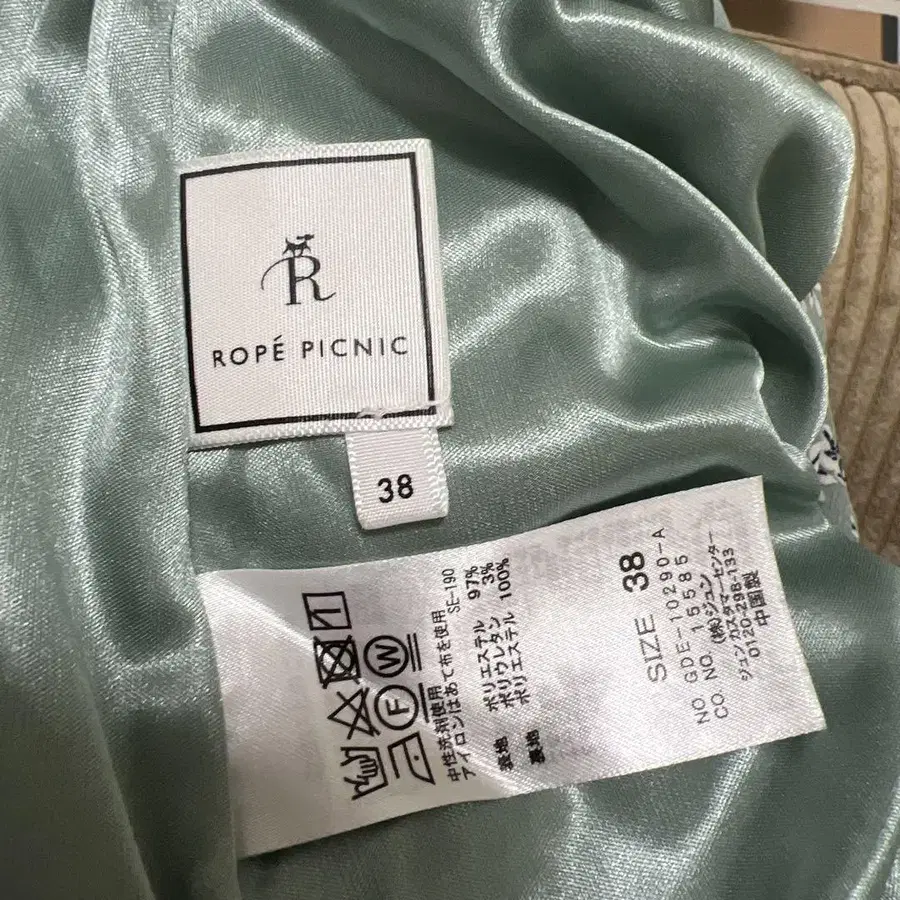 R
ROPÉ PICNIC
38
W
F
中性洗剤使用
アイロンはあて布を使用
SE-190
表地 ポリエステル 97%
ポリウレタン 3%
裏地 ポリエステル 100%
SIZE 38
NO GDE-10290-A
NO. 15585
CO. NO. (株)ジュン
ジュンカスタマーセンター
0120-298-133
中国製